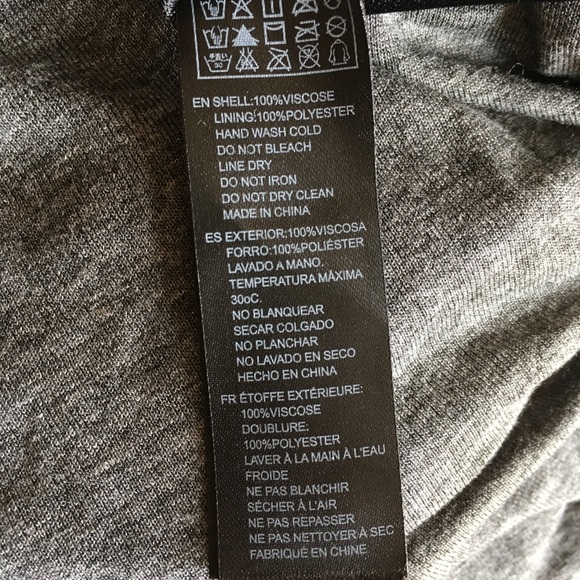 EN SHELL:100%VISCOSE
LINING:100%POLYESTER
HAND WASH COLD
DO NOT BLEACH
LINE DRY
DO NOT IRON
DO NOT DRY CLEAN
MADE IN CHINA
ES EXTERIOR:100%VISCOSA
FORRO:100%POLIÉSTER
LAVADO A MANO.
TEMPERATURA MÁXIMA
30oC.
NO BLANQUEAR
SECAR COLGADO
NO PLANCHAR
NO LAVADO EN SECO
HECHO EN CHINA
FR ÉTOFFE EXTÉRIEURE:
100%VISCOSE
DOUBLURE:
100%POLYESTER
LAVER À LA MAIN À L'EAU
FROIDE
NE PAS BLANCHIR
SÉCHER À L'AIR
NE PAS REPASSER
NE PAS NETTOYER À SEC
FABRIQUÉ EN CHINE